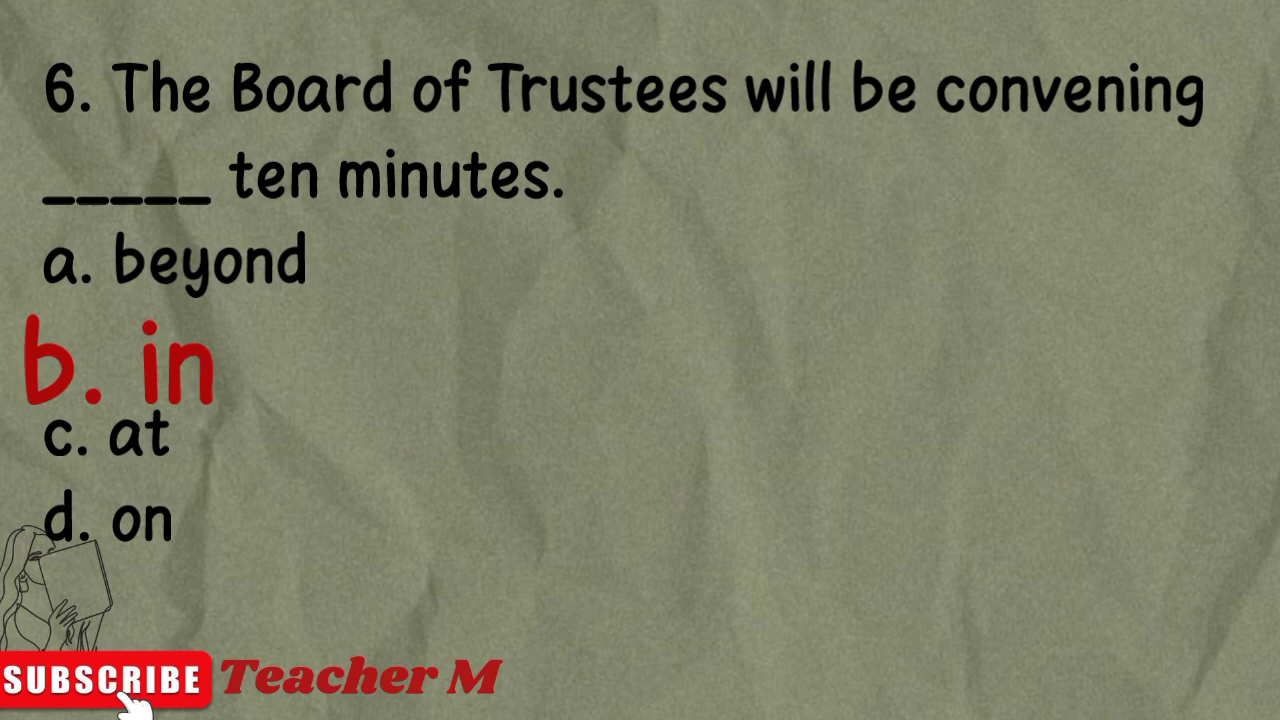 6. The Board of Trustees will be convening
_____ ten minutes.
a. beyond
b. in
c. at
d. on
SUBSCRIBE Teacher M